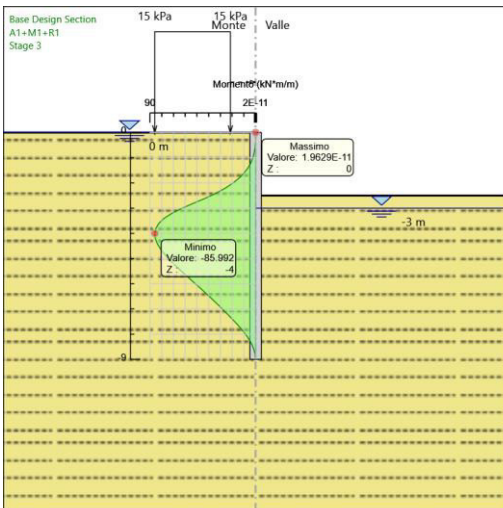 Base Design Section
A1+M1+R1
Stage 3
15 kPa
15 kPa
Monte
Valle
Momento (kN*m/m)
90
2E-11
0
0 m
Massimo
Valore: 1.9629E-11
Z : 0
-3 m
Minimo
Valore: -85.992
Z : -4
-9